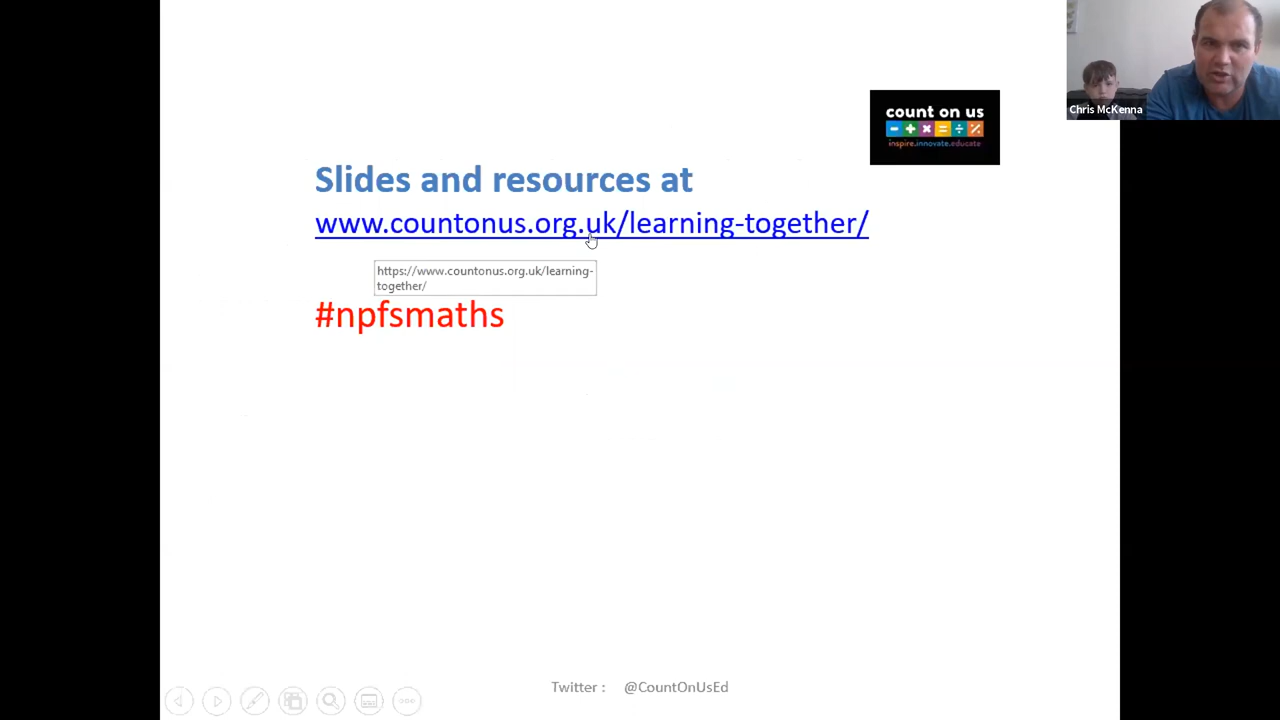 Chris McKenna
count on us
- + × = ÷ %
inspire.innovate.educate
Slides and resources at
www.countonus.org.uk/learning-together/
https://www.countonus.org.uk/learning-
together/
#npfsmaths
Twitter : @CountOnUsEd